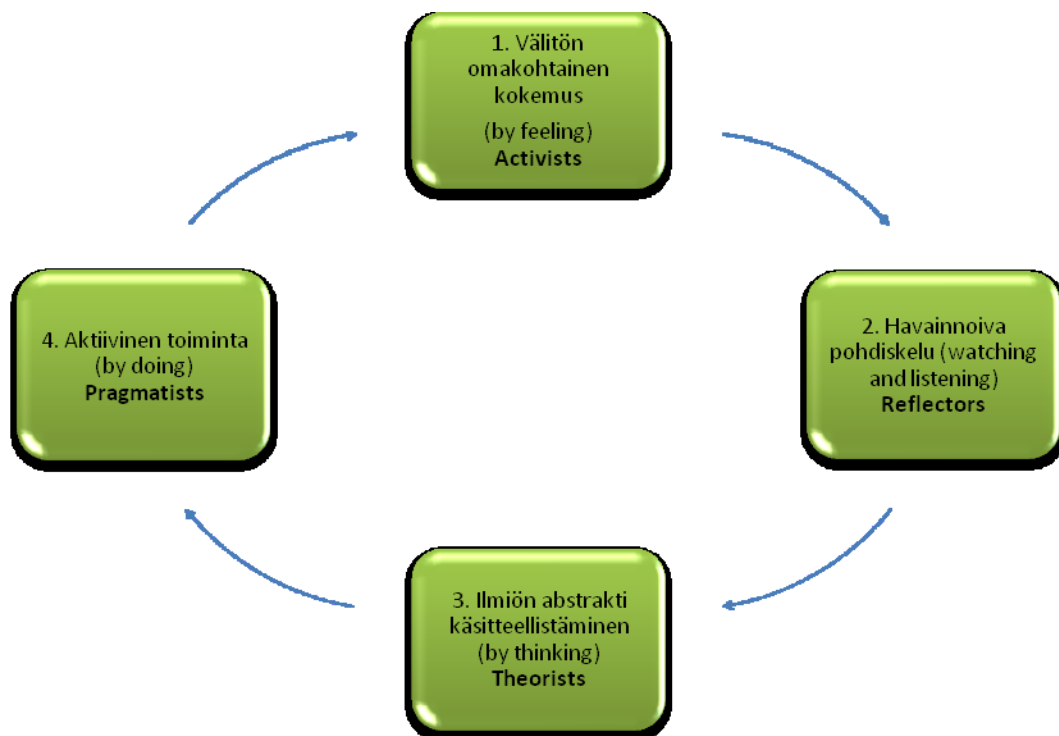 1. Välitön
omakohtainen
kokemus
(by feeling)
Activists
2. Havainnoiva
pohdiskelu (watching
and listening)
Reflectors
3. Ilmiön abstrakti
käsitteellistäminen
(by thinking)
Theorists
4. Aktiivinen toiminta
(by doing)
Pragmatists